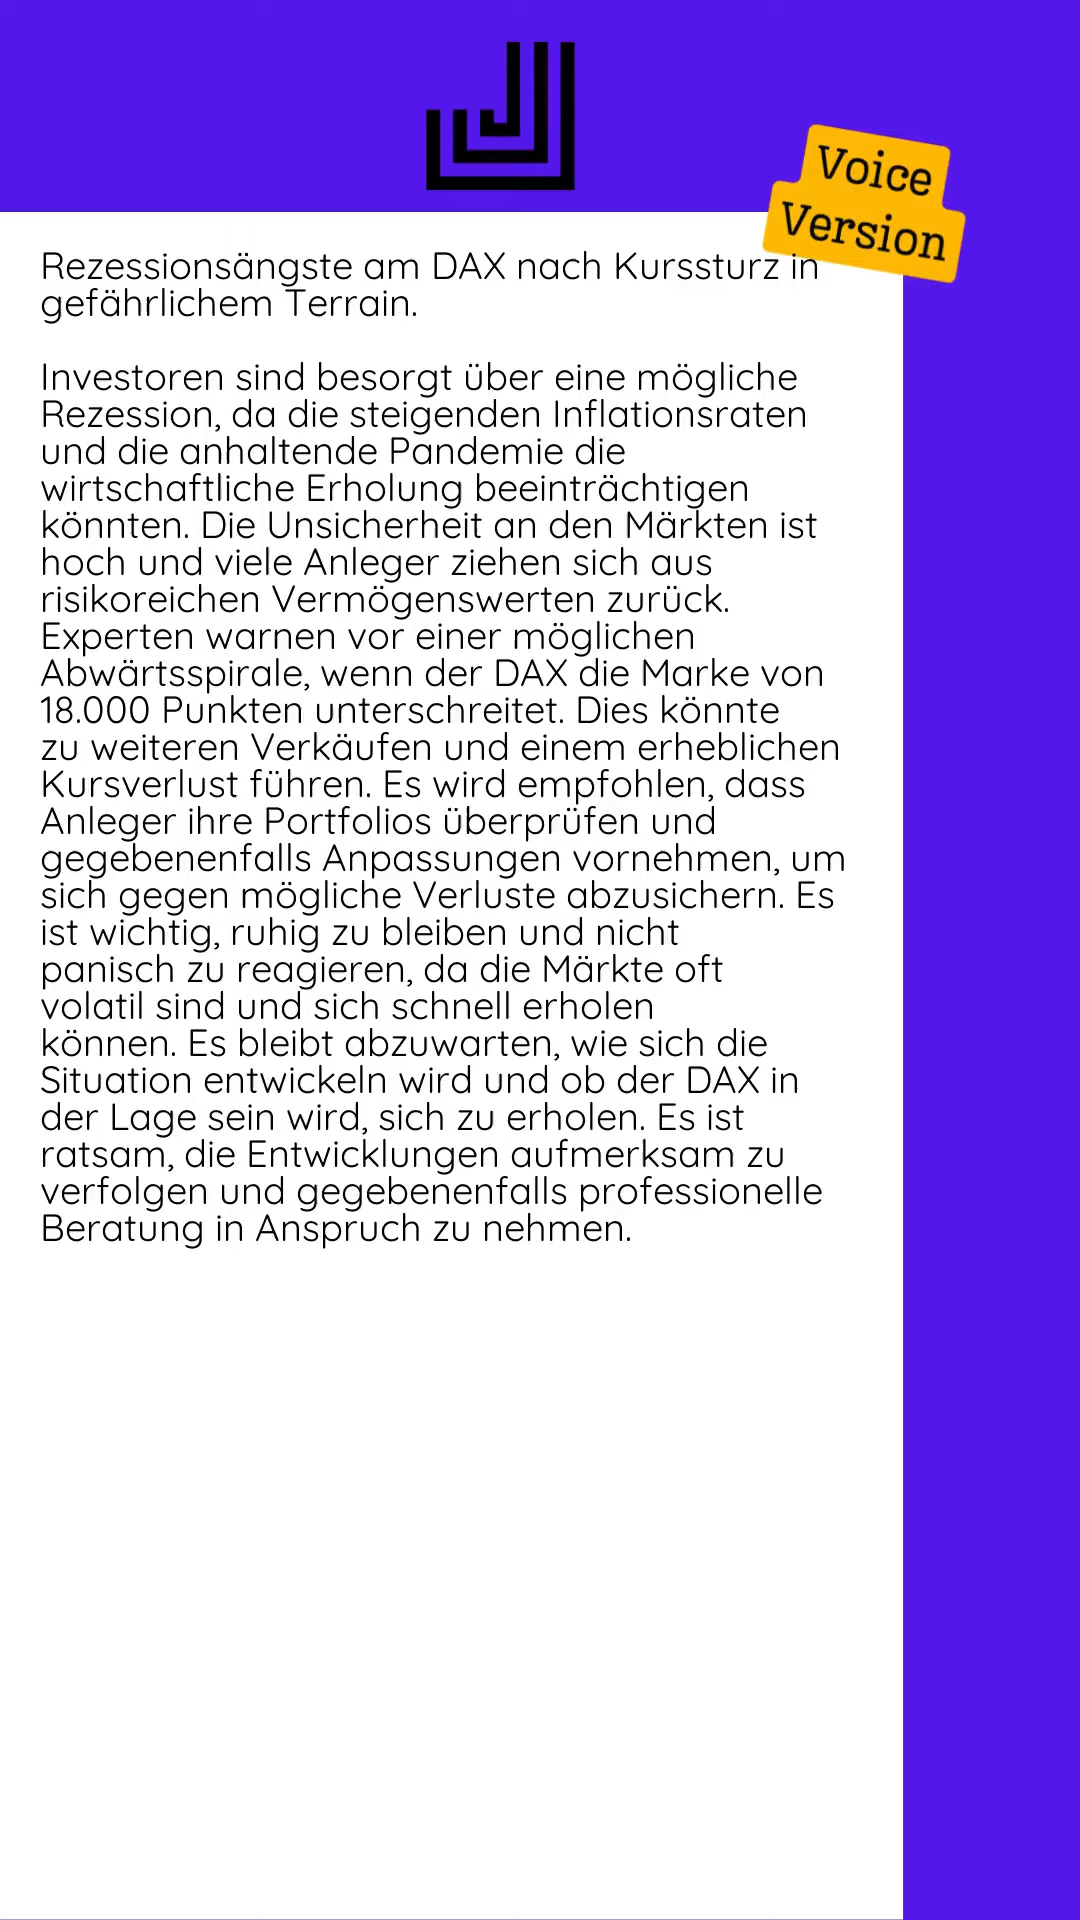 Voice
Version
Rezessionsängste am DAX nach Kurssturz in
gefährlichem Terrain.
Investoren sind besorgt über eine mögliche
Rezession, da die steigenden Inflationsraten
und die anhaltende Pandemie die
wirtschaftliche Erholung beeinträchtigen
könnten. Die Unsicherheit an den Märkten ist
hoch und viele Anleger ziehen sich aus
risikoreichen Vermögenswerten zurück.
Experten warnen vor einer möglichen
Abwärtsspirale, wenn der DAX die Marke von
18.000 Punkten unterschreitet. Dies könnte
zu weiteren Verkäufen und einem erheblichen
Kursverlust führen. Es wird empfohlen, dass
Anleger ihre Portfolios überprüfen und
gegebenenfalls Anpassungen vornehmen, um
sich gegen mögliche Verluste abzusichern. Es
ist wichtig, ruhig zu bleiben und nicht
panisch zu reagieren, da die Märkte oft
volatil sind und sich schnell erholen
können. Es bleibt abzuwarten, wie sich die
Situation entwickeln wird und ob der DAX in
der Lage sein wird, sich zu erholen. Es ist
ratsam, die Entwicklungen aufmerksam zu
verfolgen und gegebenenfalls professionelle
Beratung in Anspruch zu nehmen.